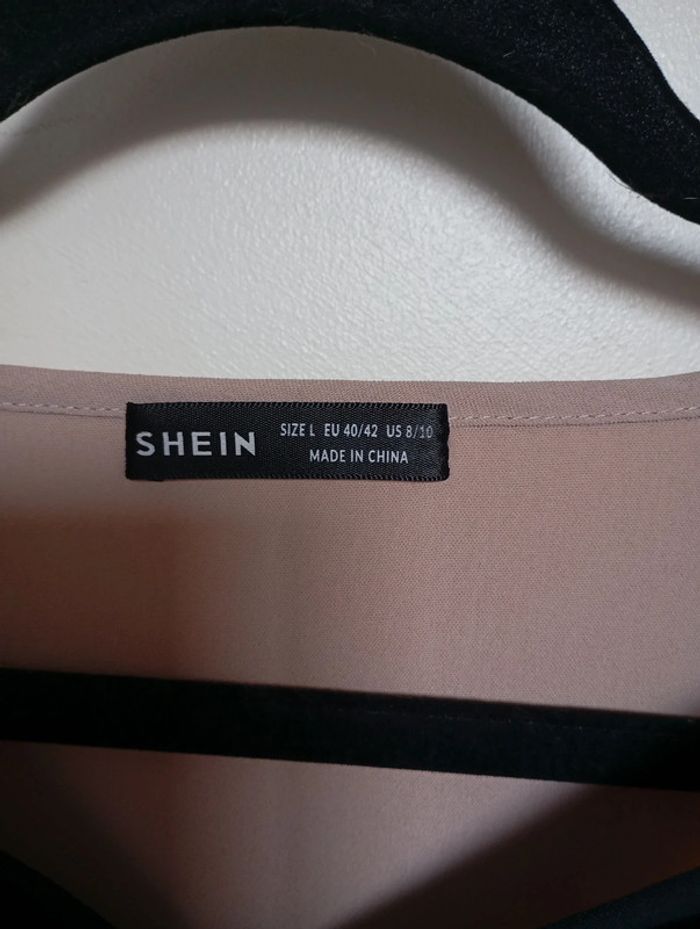 SHEIN
SIZE L EU 40/42 US 8/10
MADE IN CHINA